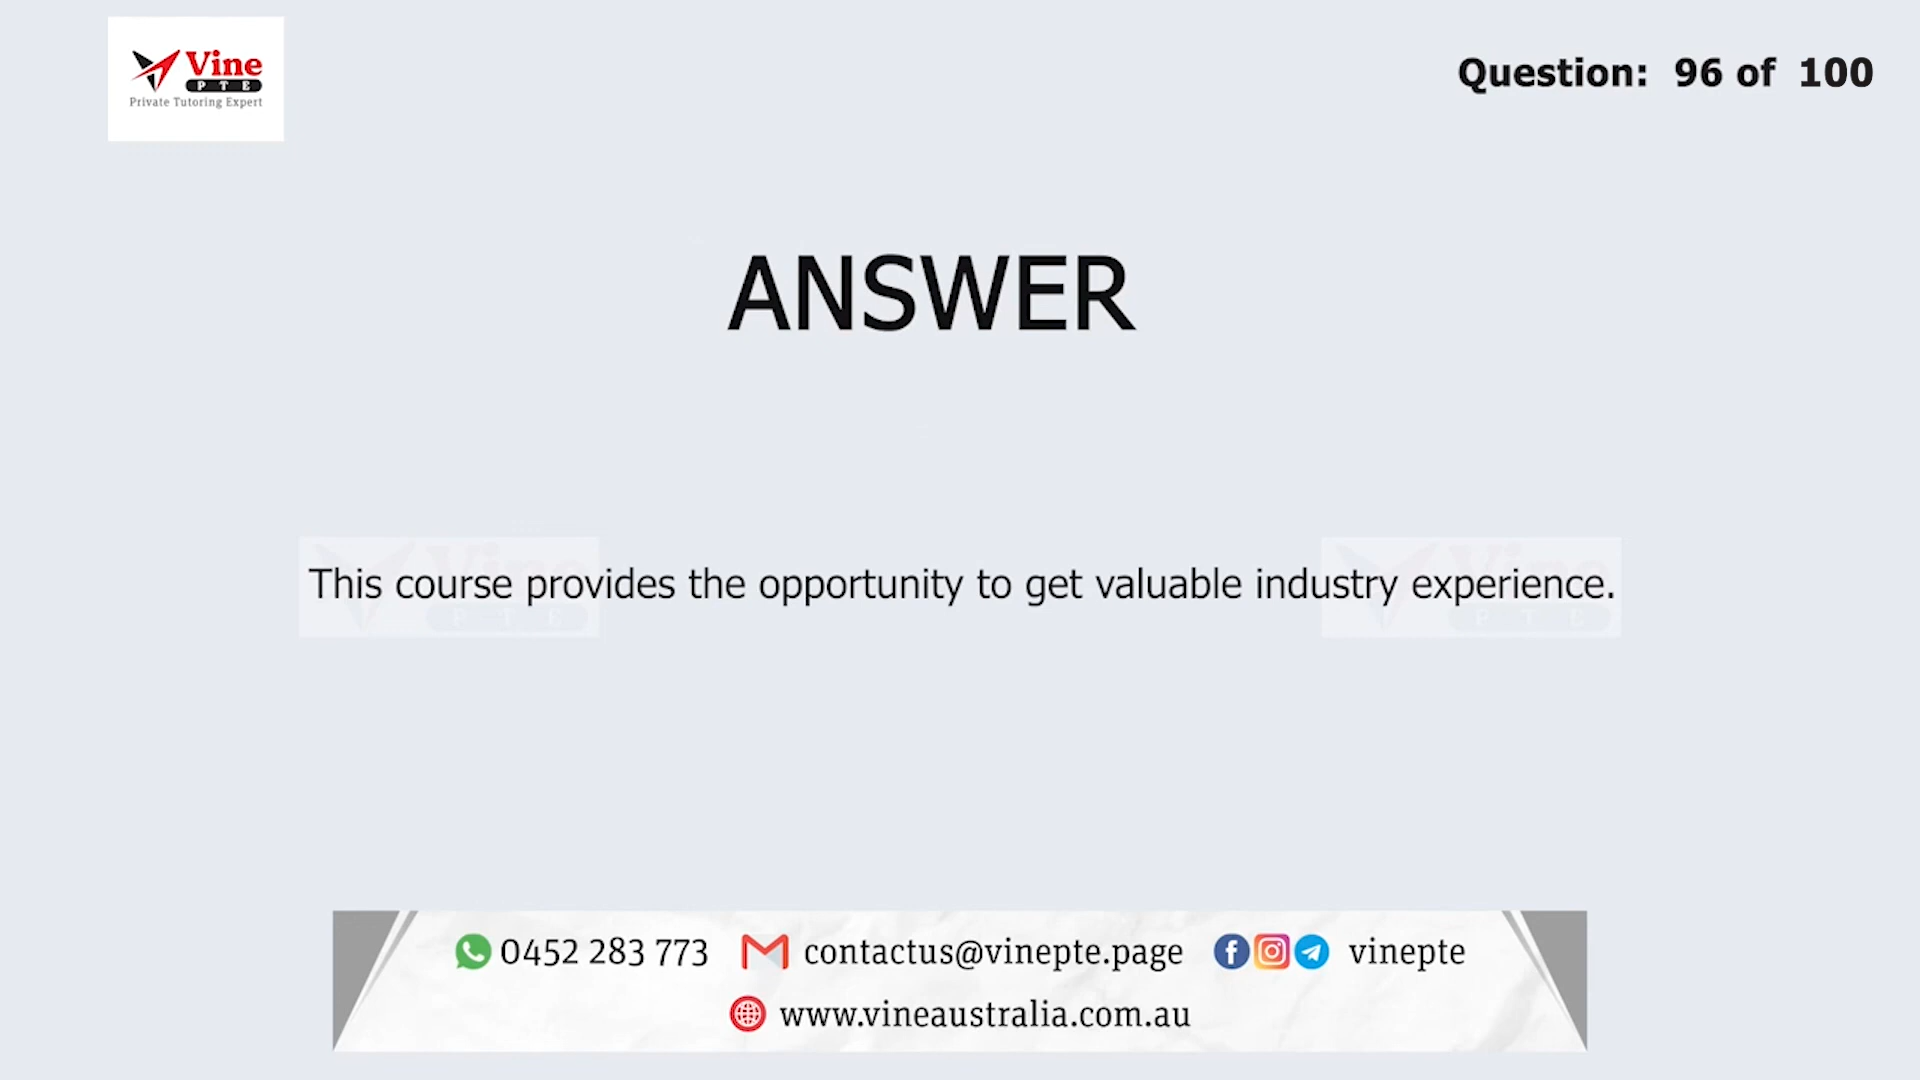 Vine
PTE
Private Tutoring Expert
Question: 96 of 100
ANSWER
This course provides the opportunity to get valuable industry experience.
0452 283 773 contactus@vinepte.page vinepte
www.vineaustralia.com.au